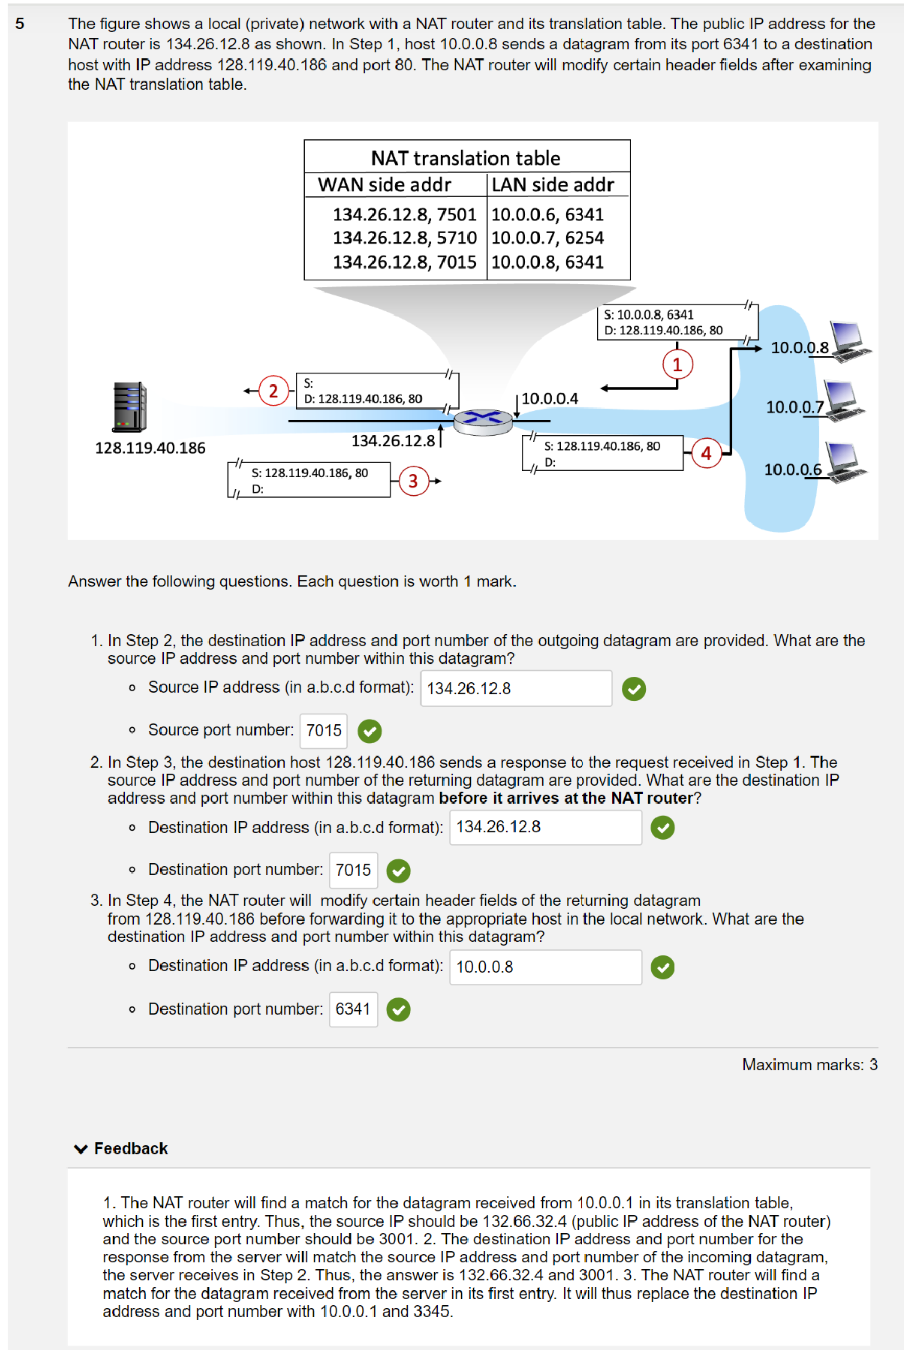 5
The figure shows a local (private) network with a NAT router and its translation table. The public IP address for the
NAT router is 134.26.12.8 as shown. In Step 1, host 10.0.0.8 sends a datagram from its port 6341 to a destination
host with IP address 128.119.40.186 and port 80. The NAT router will modify certain header fields after examining
the NAT translation table.
NAT translation table
WAN side addr LAN side addr
134.26.12.8, 7501 10.0.0.6, 6341
134.26.12.8, 5710 10.0.0.7, 6254
134.26.12.8, 7015 10.0.0.8, 6341
S: 10.0.0.8, 6341
D: 128.119.40.186, 80
1
10.0.0.8
2
S:
D: 128.119.40.186, 80
10.0.0.4
10.0.0.7
128.119.40.186
134.26.12.8
S: 128.119.40.186, 80
D:
4
10.0.0.6
S: 128.119.40.186, 80
D:
3
Answer the following questions. Each question is worth 1 mark.
1. In Step 2, the destination IP address and port number of the outgoing datagram are provided. What are the
source IP address and port number within this datagram?
Source IP address (in a.b.c.d format): 134.26.12.8
Source port number: 7015
2. In Step 3, the destination host 128.119.40.186 sends a response to the request received in Step 1. The
source IP address and port number of the returning datagram are provided. What are the destination IP
address and port number within this datagram before it arrives at the NAT router?
Destination IP address (in a.b.c.d format): 134.26.12.8
Destination port number: 7015
3. In Step 4, the NAT router will modify certain header fields of the returning datagram
from 128.119.40.186 before forwarding it to the appropriate host in the local network. What are the
destination IP address and port number within this datagram?
Destination IP address (in a.b.c.d format): 10.0.0.8
Destination port number: 6341
Maximum marks: 3
Feedback
1. The NAT router will find a match for the datagram received from 10.0.0.1 in its translation table,
which is the first entry. Thus, the source IP should be 132.66.32.4 (public IP address of the NAT router)
and the source port number should be 3001. 2. The destination IP address and port number for the
response from the server will match the source IP address and port number of the incoming datagram,
the server receives in Step 2. Thus, the answer is 132.66.32.4 and 3001. 3. The NAT router will find a
match for the datagram received from the server in its first entry. It will thus replace the destination IP
address and port number with 10.0.0.1 and 3345.